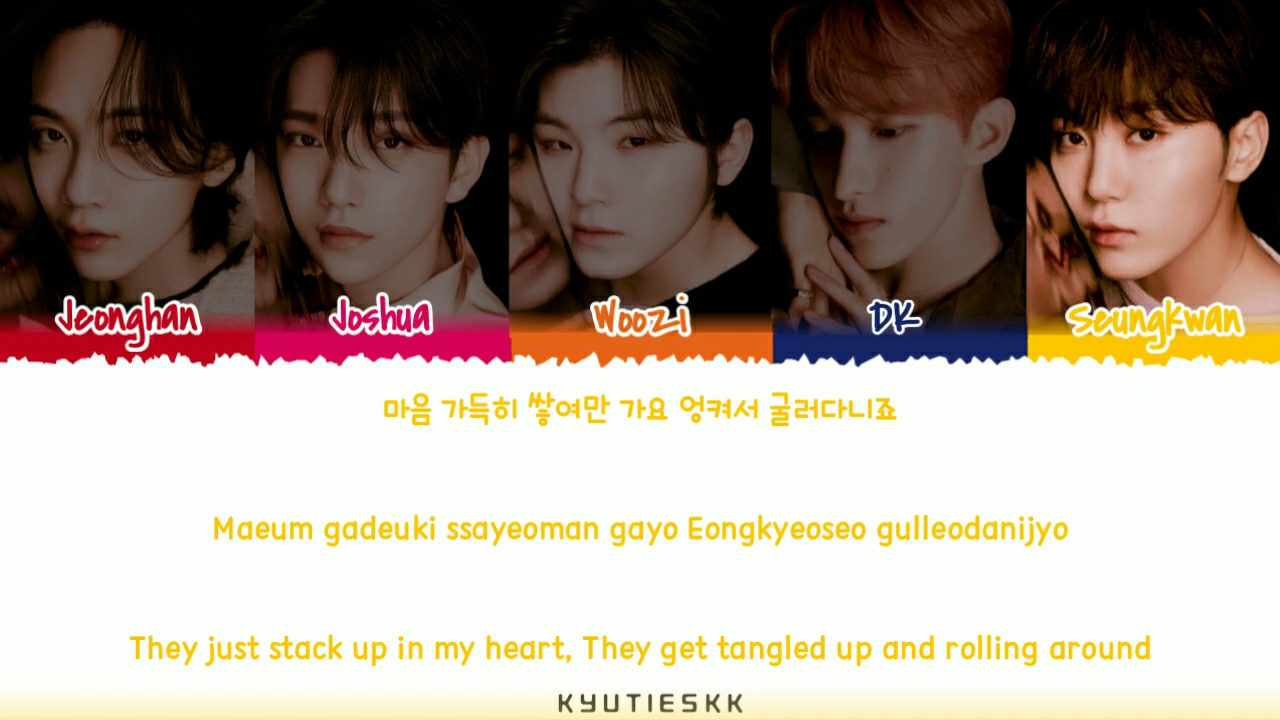 Jeonghan Joshua Woozi DK Seungkwan
마음 가득히 쌓여만 가요 엉켜서 굴러다니죠
Maeum gadeuki ssayeoman gayo Eongkyeoseo gulleodanijyo
They just stack up in my heart, They get tangled up and rolling around
KYUTIESKK